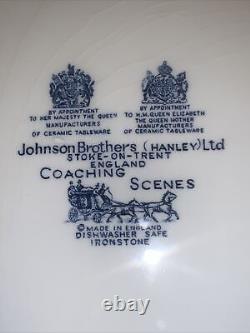 BY APPOINTMENT
TO HER MAJESTY THE QUEEN
MANUFACTURERS
OF CERAMIC TABLEWARE
BY APPOINTMENT
TO H.M. QUEEN ELIZABETH
THE QUEEN MOTHER
MANUFACTURERS
OF CERAMIC TABLEWARE
Johnson Brothers (HANLEY) Ltd
STOKE-ON-TRENT
ENGLAND
COACHING
SCENES
© MADE IN ENGLAND
DISHWASHER SAFE
IRONSTONE
ebay